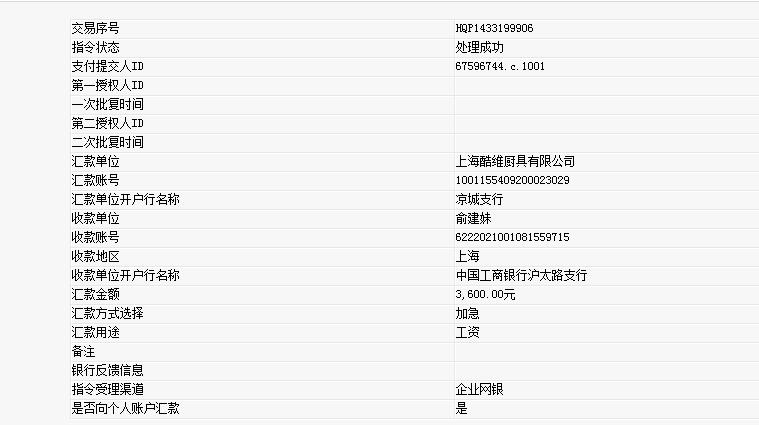 交易序号 HQP1433199906
指令状态 处理成功
支付提交人ID 67596744.c.1001
第一授权人ID
一次批复时间
第二授权人ID
二次批复时间
汇款单位 上海酷维厨具有限公司
汇款账号 1001155409200023029
汇款单位开户行名称 凉城支行
收款单位 俞建妹
收款账号 6222021001081559715
收款地区 上海
收款单位开户行名称 中国工商银行沪太路支行
汇款金额 3,600.00元
汇款方式选择 加急
汇款用途 工资
备注
银行反馈信息
指令受理渠道 企业网银
是否向个人账户汇款 是